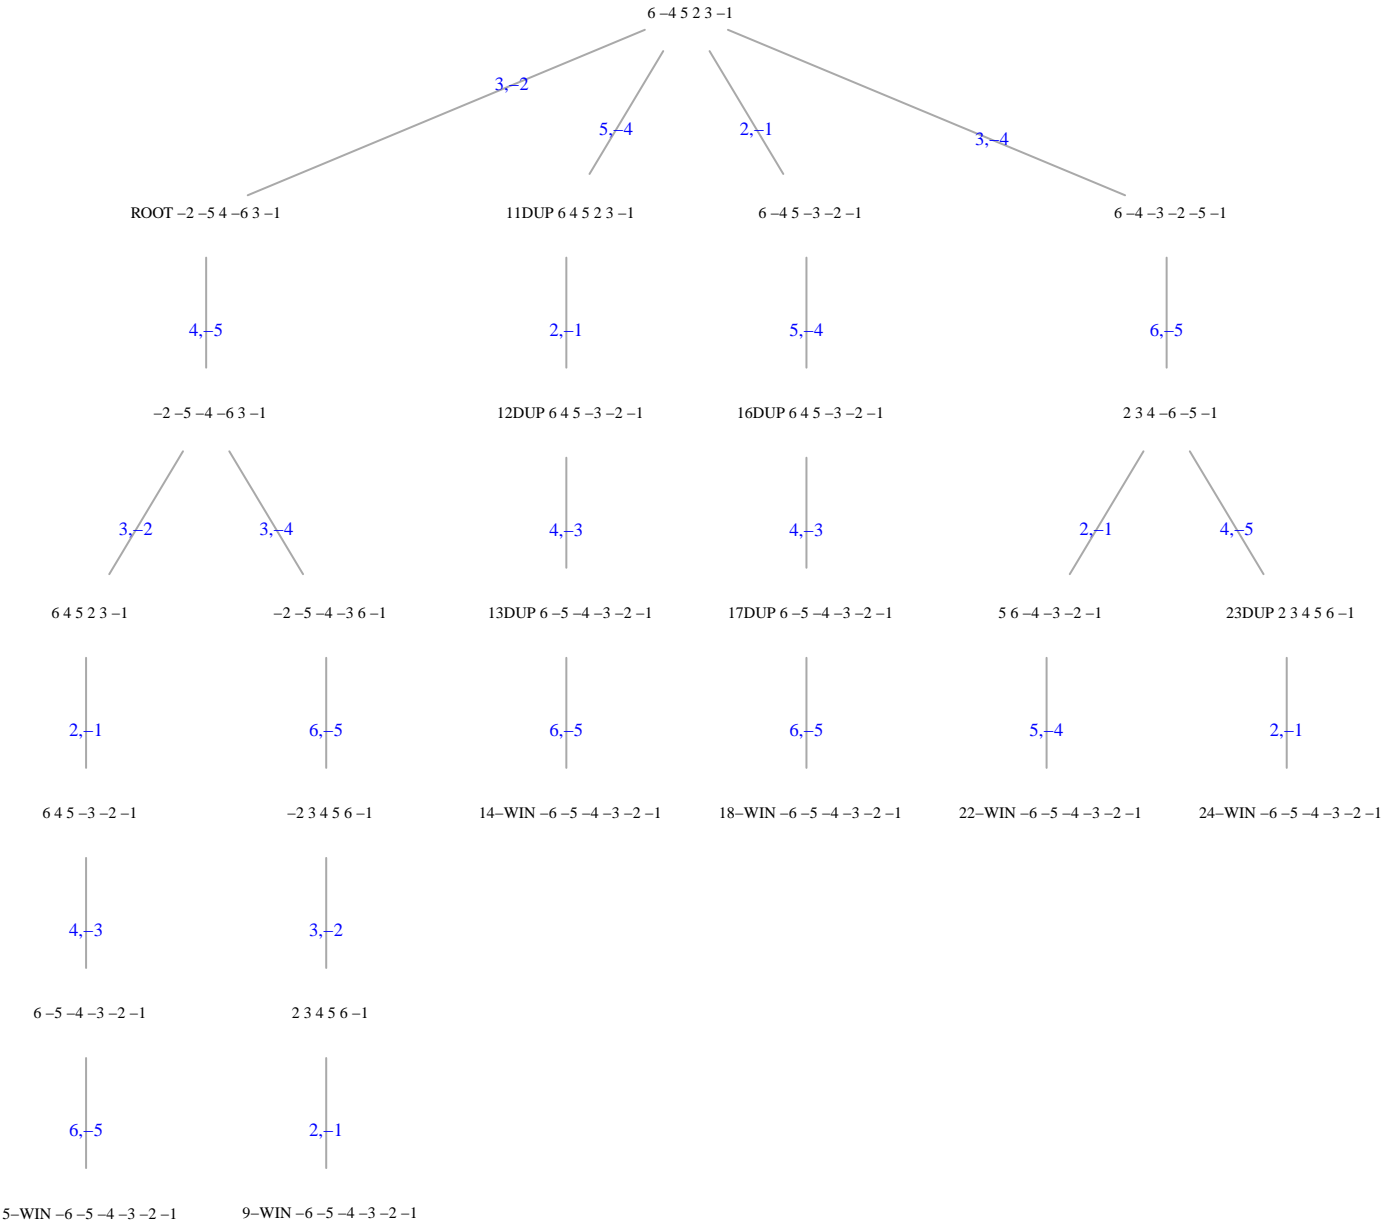 6 −4 5 2 3 −1
3,−2
5,−4
2,−1
3,−4
ROOT −2 −5 4 −6 3 −1
11DUP 6 4 5 2 3 −1
6 −4 5 −3 −2 −1
6 −4 −3 −2 −5 −1
4,−5
2,−1
5,−4
6,−5
−2 −5 −4 −6 3 −1
12DUP 6 4 5 −3 −2 −1
16DUP 6 4 5 −3 −2 −1
2 3 4 −6 −5 −1
3,−2
3,−4
4,−3
4,−3
2,−1
4,−5
6 4 5 2 3 −1
−2 −5 −4 −3 6 −1
13DUP 6 −5 −4 −3 −2 −1
17DUP 6 −5 −4 −3 −2 −1
5 6 −4 −3 −2 −1
23DUP 2 3 4 5 6 −1
2,−1
6,−5
6,−5
6,−5
5,−4
2,−1
6 4 5 −3 −2 −1
−2 3 4 5 6 −1
14−WIN −6 −5 −4 −3 −2 −1
18−WIN −6 −5 −4 −3 −2 −1
22−WIN −6 −5 −4 −3 −2 −1
24−WIN −6 −5 −4 −3 −2 −1
4,−3
3,−2
6 −5 −4 −3 −2 −1
2 3 4 5 6 −1
6,−5
2,−1
5−WIN −6 −5 −4 −3 −2 −1
9−WIN −6 −5 −4 −3 −2 −1